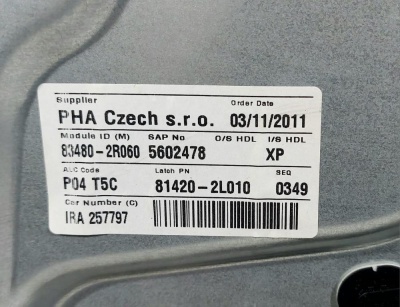 Supplier Order Date
PHA Czech s.r.o. 03/11/2011
Module ID (M) SAP No O/S HDL I/S HDL
83480-2R060 5602478 XP
ALC Code Latch PN SEQ
P04 T5C 81420-2L010 0349
Car Number (C)
IRA 257797